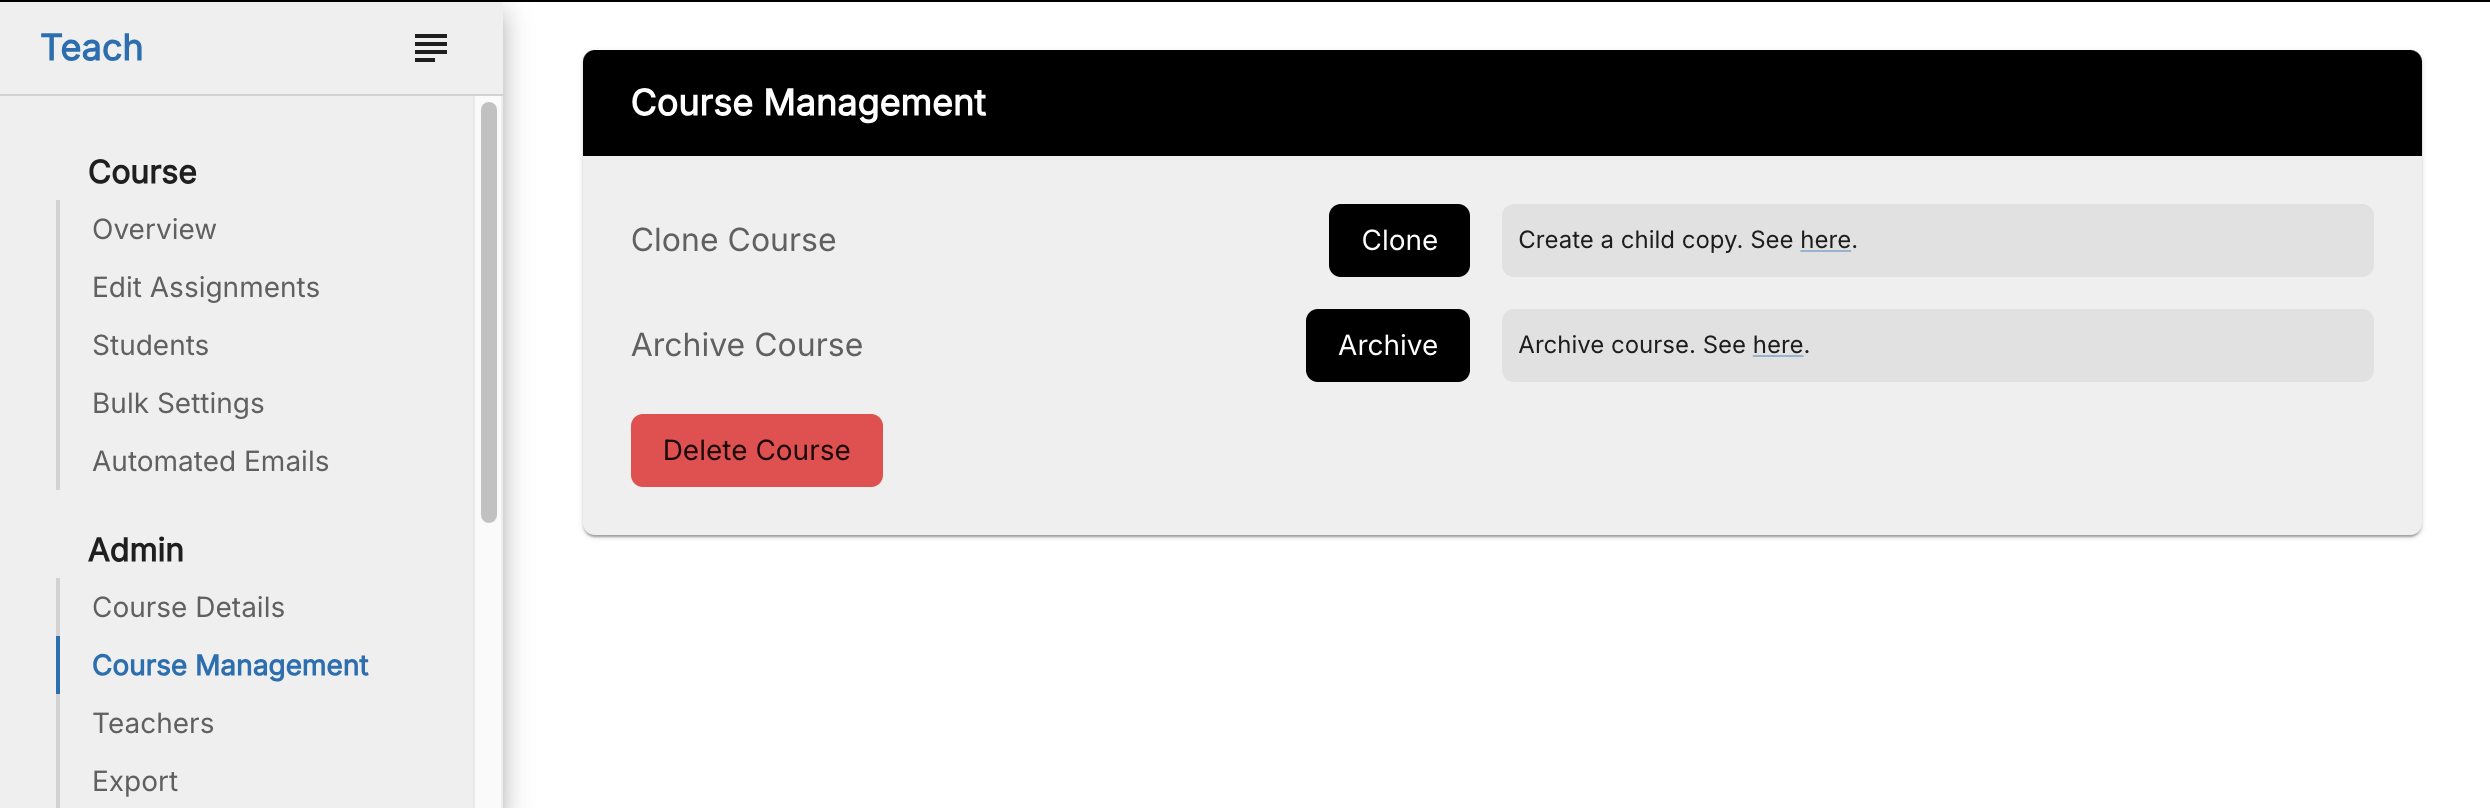 Teach
Course
Overview
Edit Assignments
Students
Bulk Settings
Automated Emails
Admin
Course Details
Course Management
Teachers
Export
Course Management
Clone Course
Clone
Create a child copy. See here.
Archive Course
Archive
Archive course. See here.
Delete Course